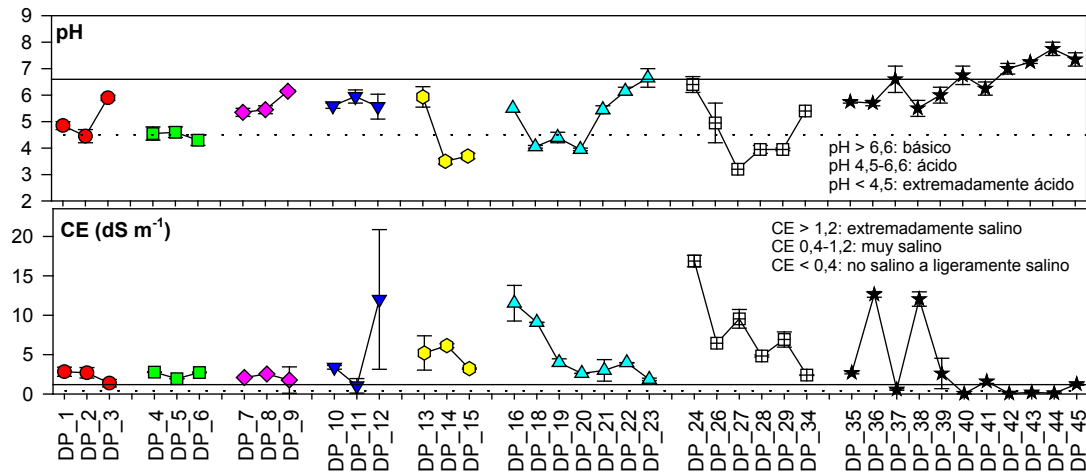 9
8
7
6
5
4
3
2
pH
pH > 6,6: básico
pH 4,5-6,6: ácido
pH < 4,5: extremadamente ácido
20
15
10
5
0
CE (dS m⁻¹)
CE > 1,2: extremadamente salino
CE 0,4-1,2: muy salino
CE < 0,4: no salino a ligeramente salino
DP_1
DP_2
DP_3
DP_4
DP_5
DP_6
DP_7
DP_8
DP_9
DP_10
DP_11
DP_12
DP_13
DP_14
DP_15
DP_16
DP_18
DP_19
DP_20
DP_21
DP_22
DP_23
DP_24
DP_26
DP_27
DP_28
DP_29
DP_34
DP_35
DP_36
DP_37
DP_38
DP_39
DP_40
DP_41
DP_42
DP_43
DP_44
DP_45